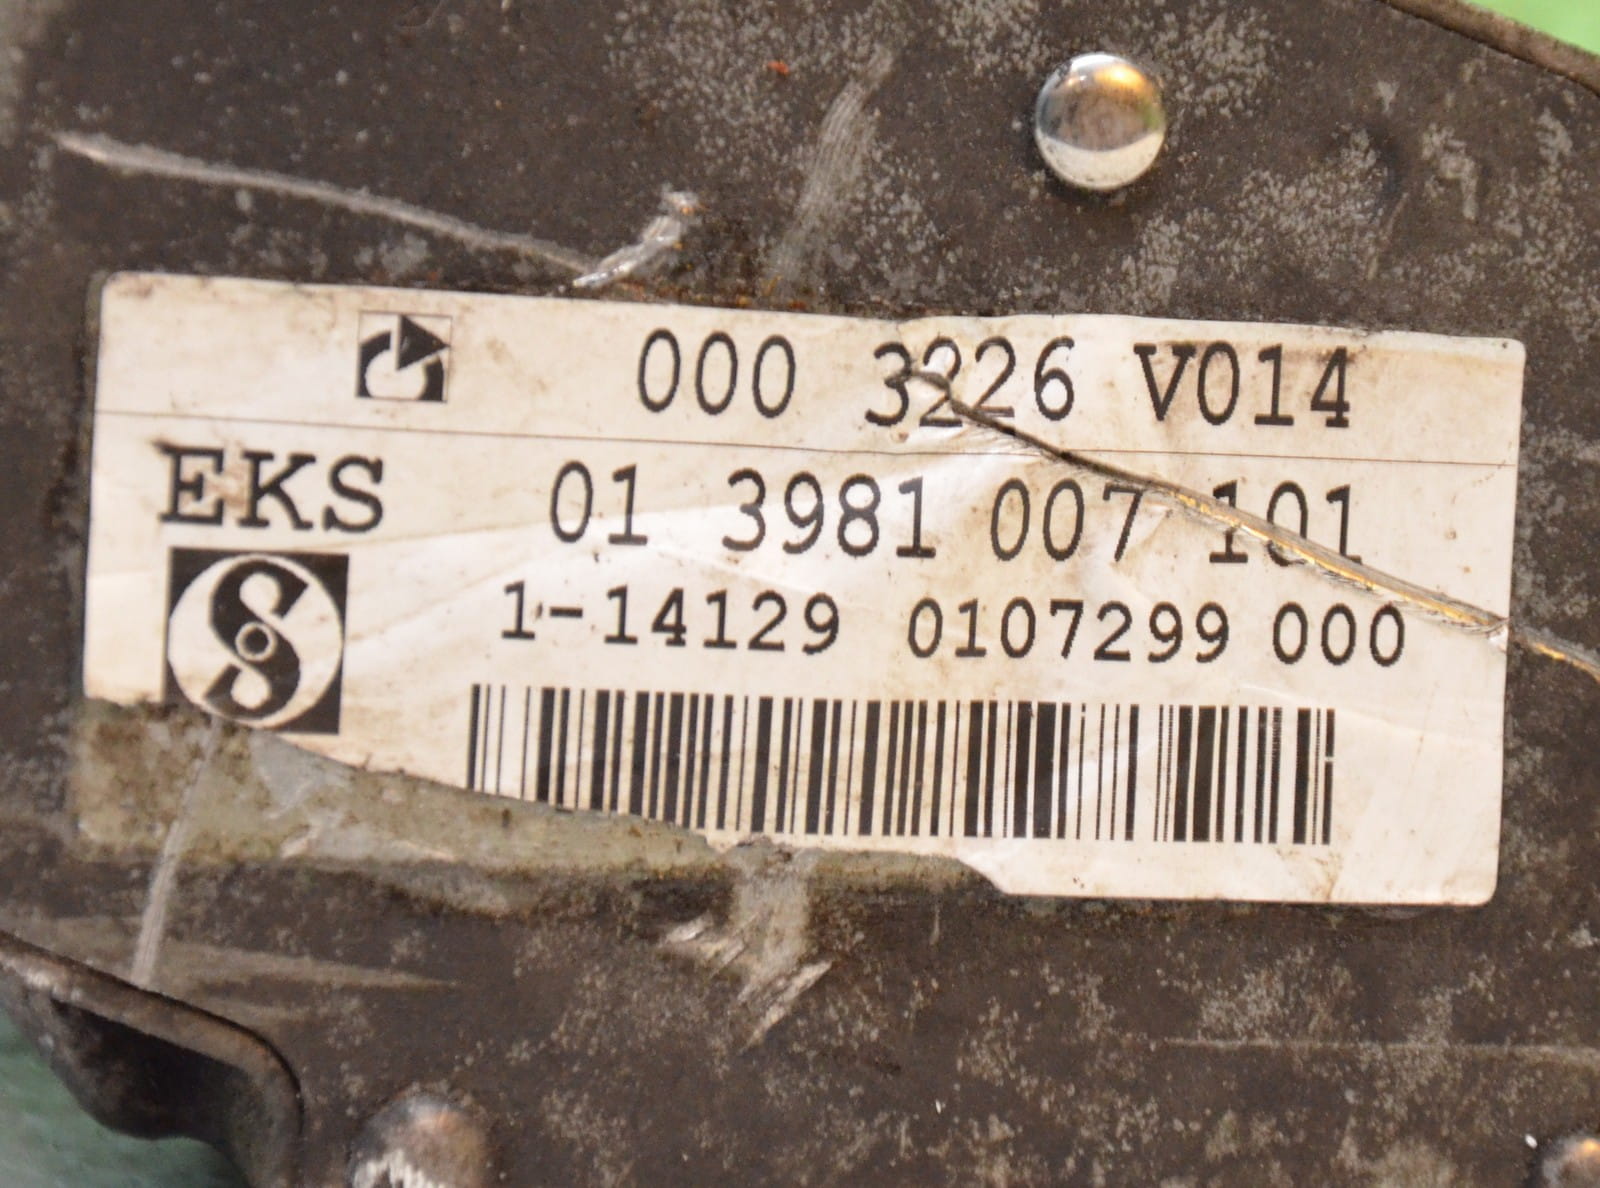 000 3226 V014
EKS 01 3981 007 101
1-14129 0107299 000